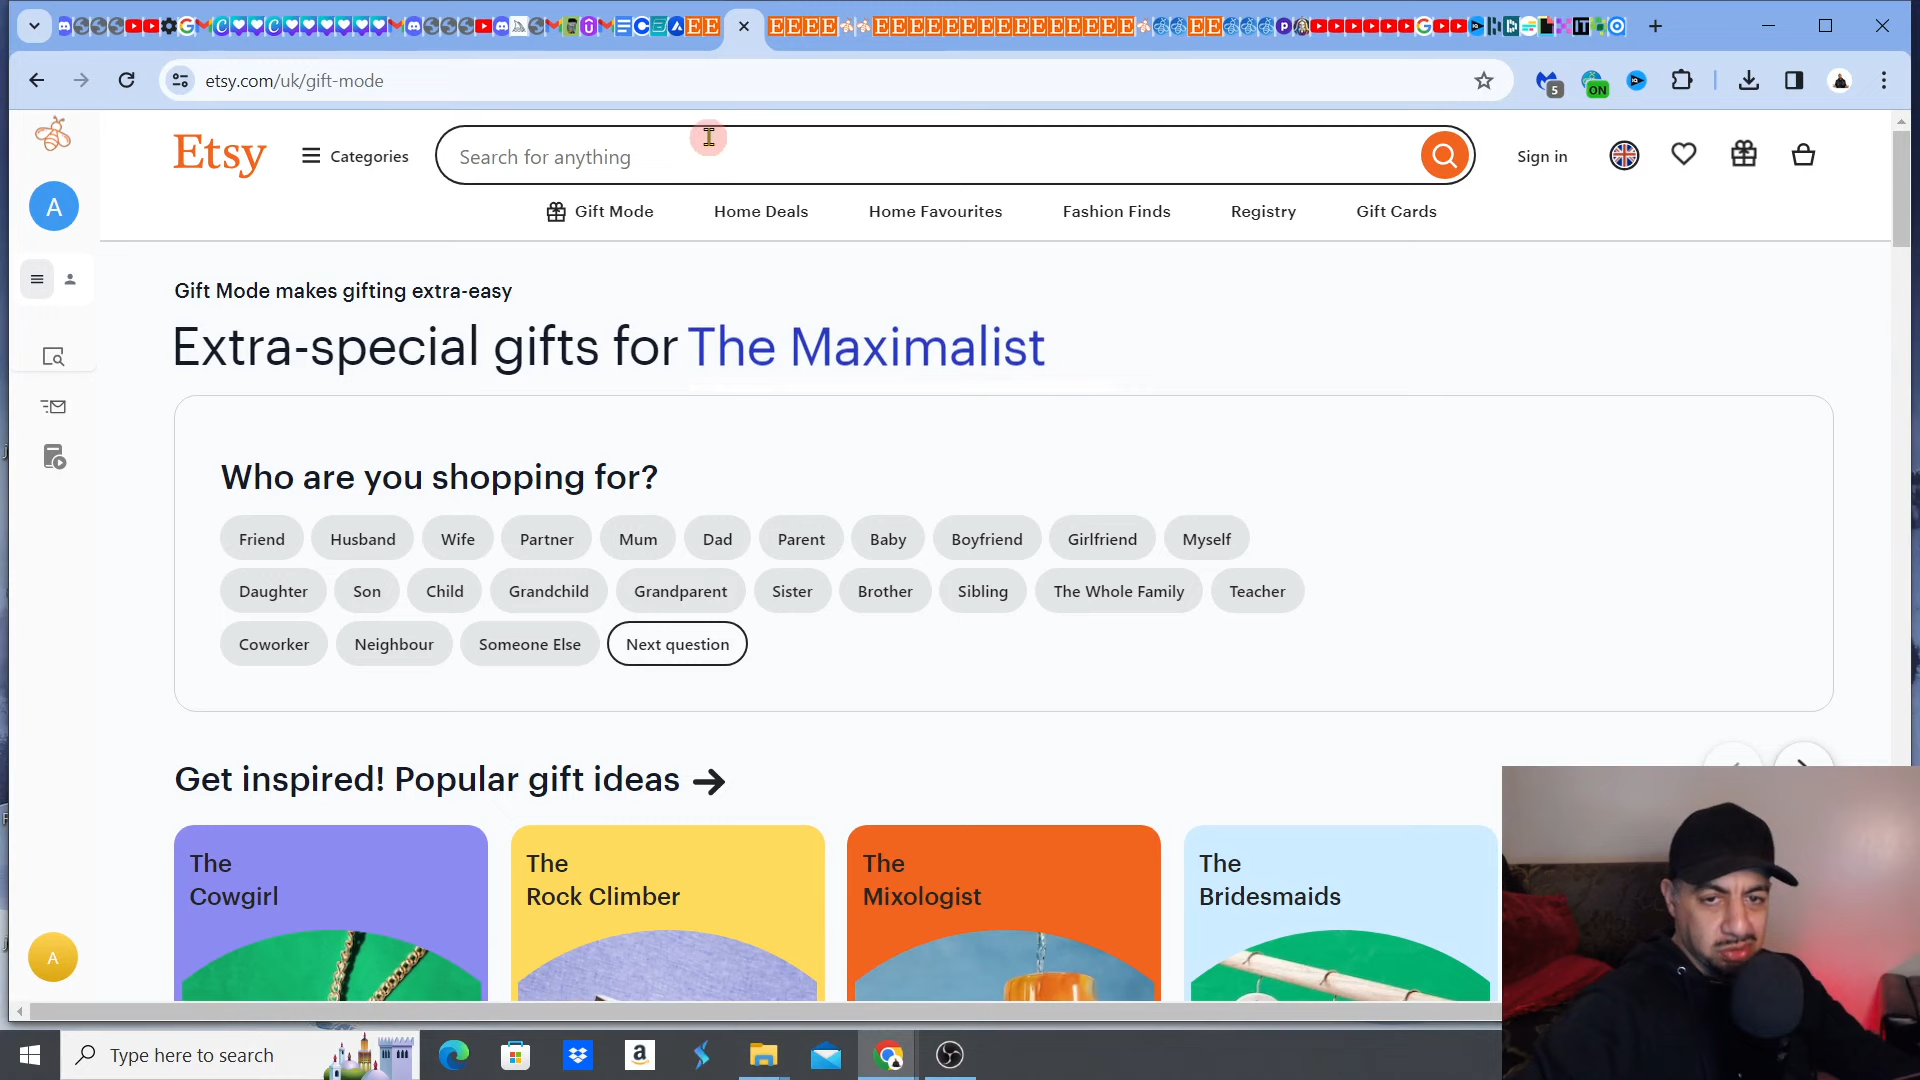 etsy.com/uk/gift-mode
5
ON
Etsy
Categories
Search for anything
Sign in
Gift Mode
Home Deals
Home Favourites
Fashion Finds
Registry
Gift Cards
A
Gift Mode makes gifting extra-easy
Extra-special gifts for The Maximalist
Who are you shopping for?
Friend
Husband
Wife
Partner
Mum
Dad
Parent
Baby
Boyfriend
Girlfriend
Myself
Daughter
Son
Child
Grandchild
Grandparent
Sister
Brother
Sibling
The Whole Family
Teacher
Coworker
Neighbour
Someone Else
Next question
Get inspired! Popular gift ideas
The
Cowgirl
The
Rock Climber
The
Mixologist
The
Bridesmaids
A
Type here to search